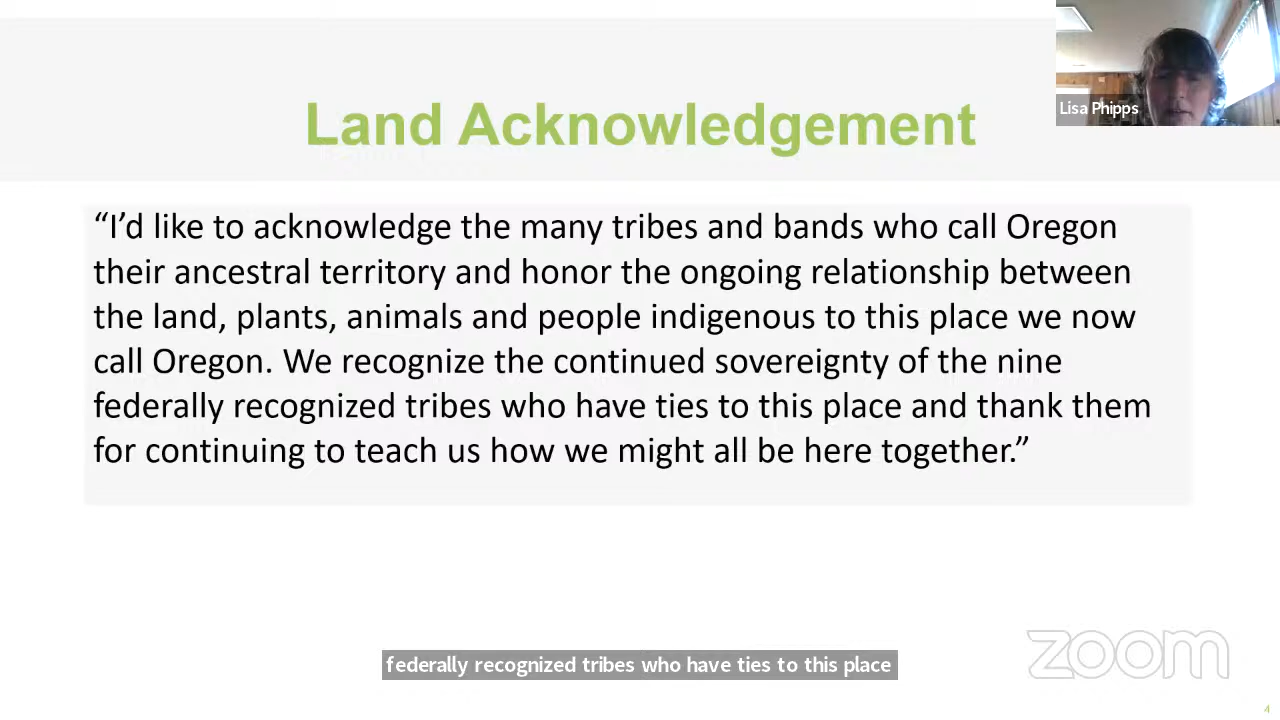 Lisa Phipps
Land Acknowledgement
“I’d like to acknowledge the many tribes and bands who call Oregon
their ancestral territory and honor the ongoing relationship between
the land, plants, animals and people indigenous to this place we now
call Oregon. We recognize the continued sovereignty of the nine
federally recognized tribes who have ties to this place and thank them
for continuing to teach us how we might all be here together.”
federally recognized tribes who have ties to this place
zoom
4